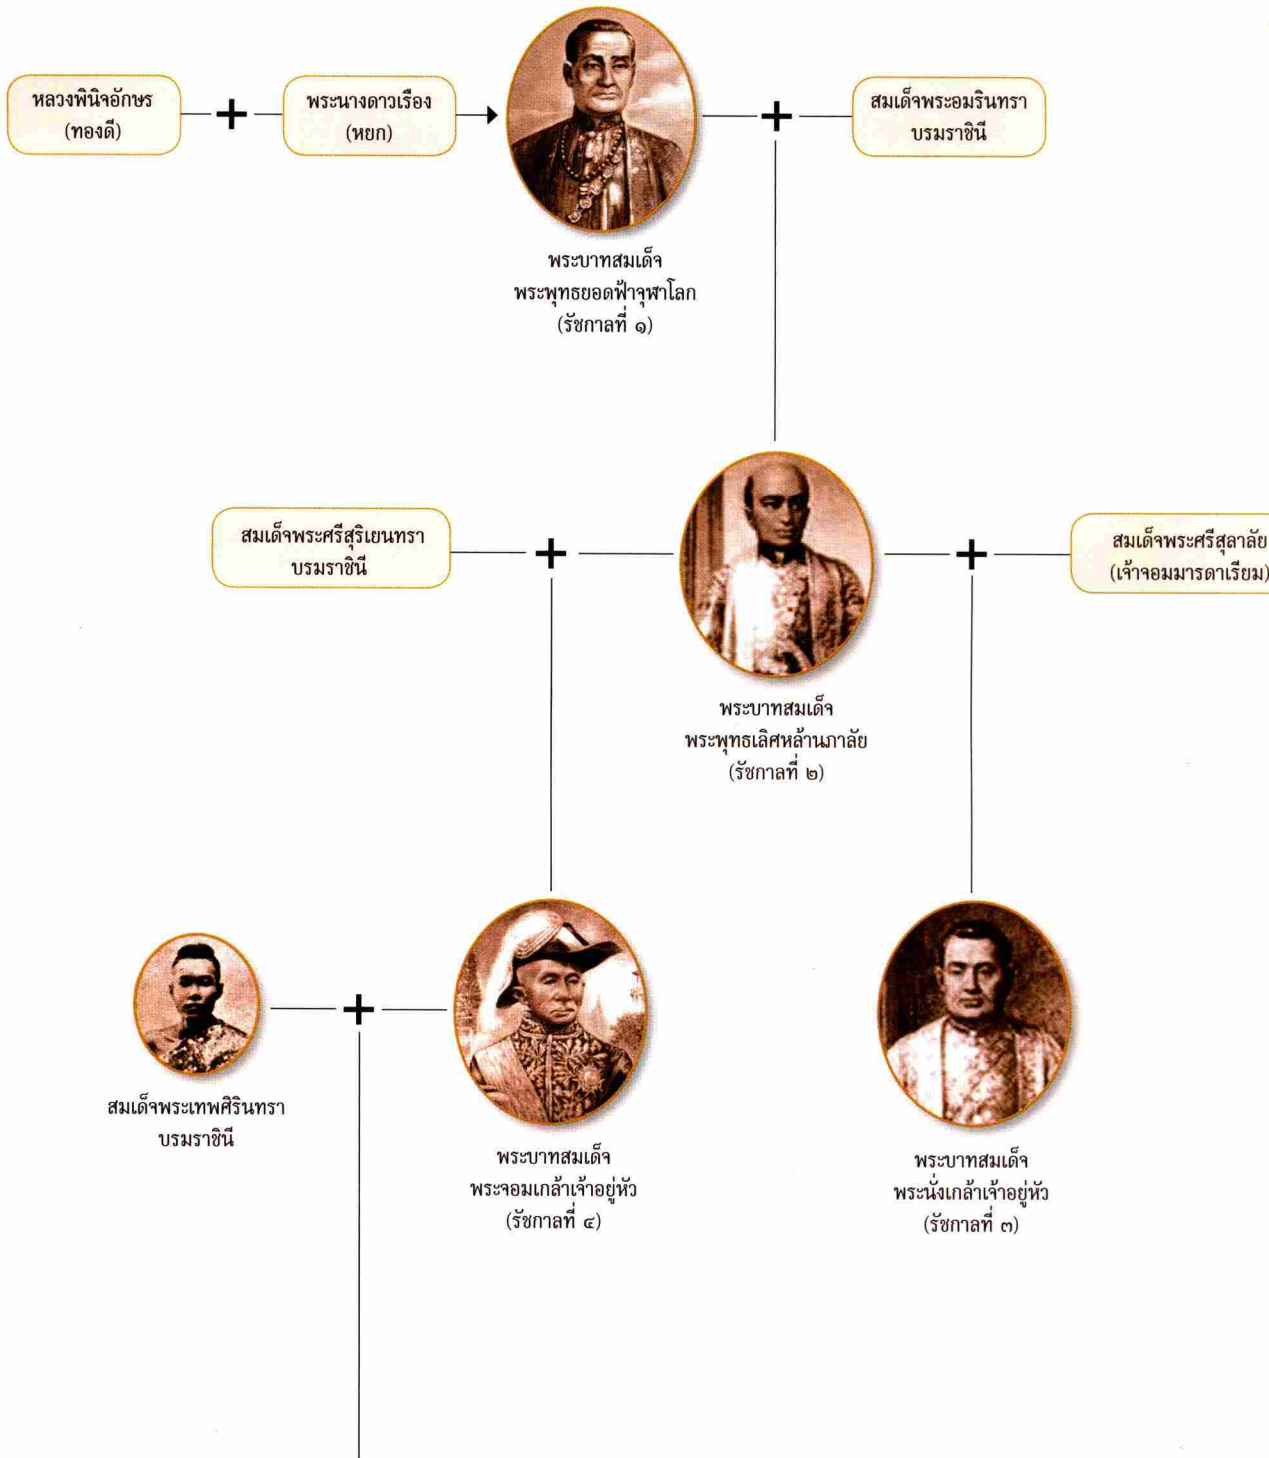 หลวงพินิจอักษร
(ทองดี)
พระนางดาวเรือง
(หยก)
สมเด็จพระอมรินทรา
บรมราชินี
พระบาทสมเด็จ
พระพุทธยอดฟ้าจุฬาโลก
(รัชกาลที่ ๑)
สมเด็จพระศรีสุริเยนทรา
บรมราชินี
สมเด็จพระศรีสุลาลัย
(เจ้าจอมมารดาเรียม)
พระบาทสมเด็จ
พระพุทธเลิศหล้านภาลัย
(รัชกาลที่ ๒)
สมเด็จพระเทพศิรินทรา
บรมราชินี
พระบาทสมเด็จ
พระจอมเกล้าเจ้าอยู่หัว
(รัชกาลที่ ๔)
พระบาทสมเด็จ
พระนั่งเกล้าเจ้าอยู่หัว
(รัชกาลที่ ๓)